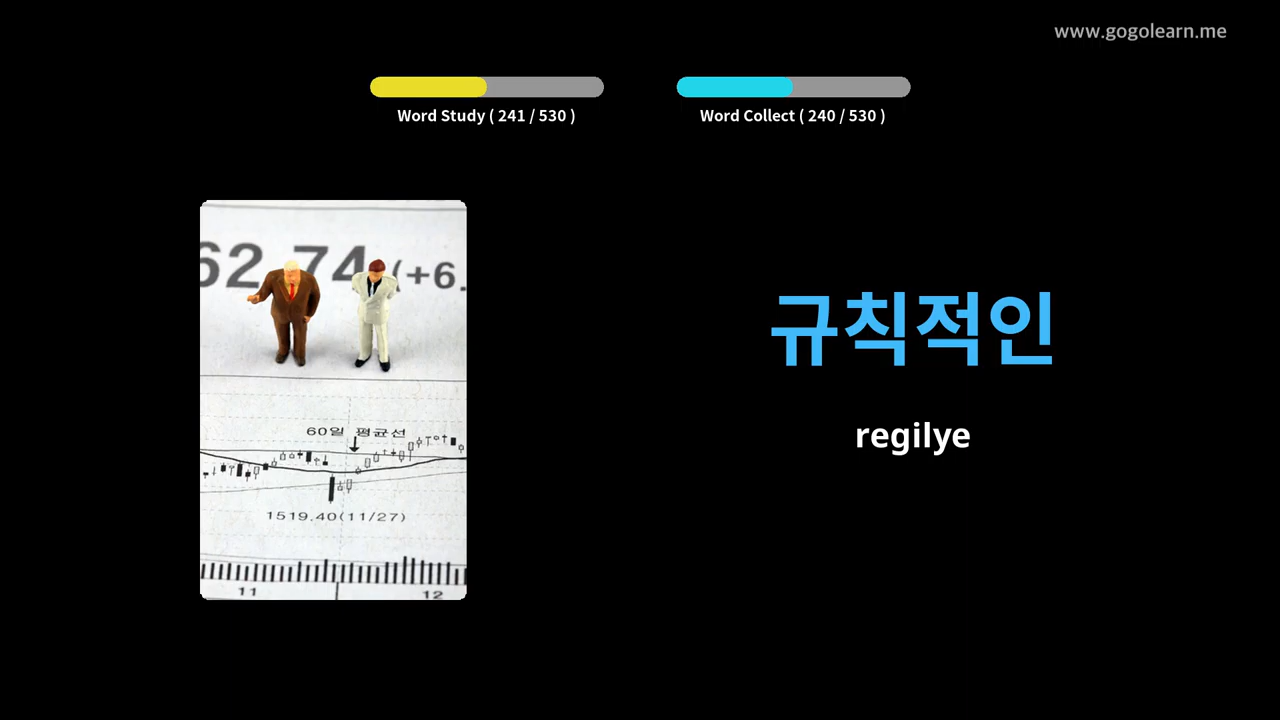 www.gogolearn.me
Word Study ( 241 / 530 )
Word Collect ( 240 / 530 )
62.74 (+6.
60일 평균선
1519.40(11/27)
11
12
규칙적인
regilye